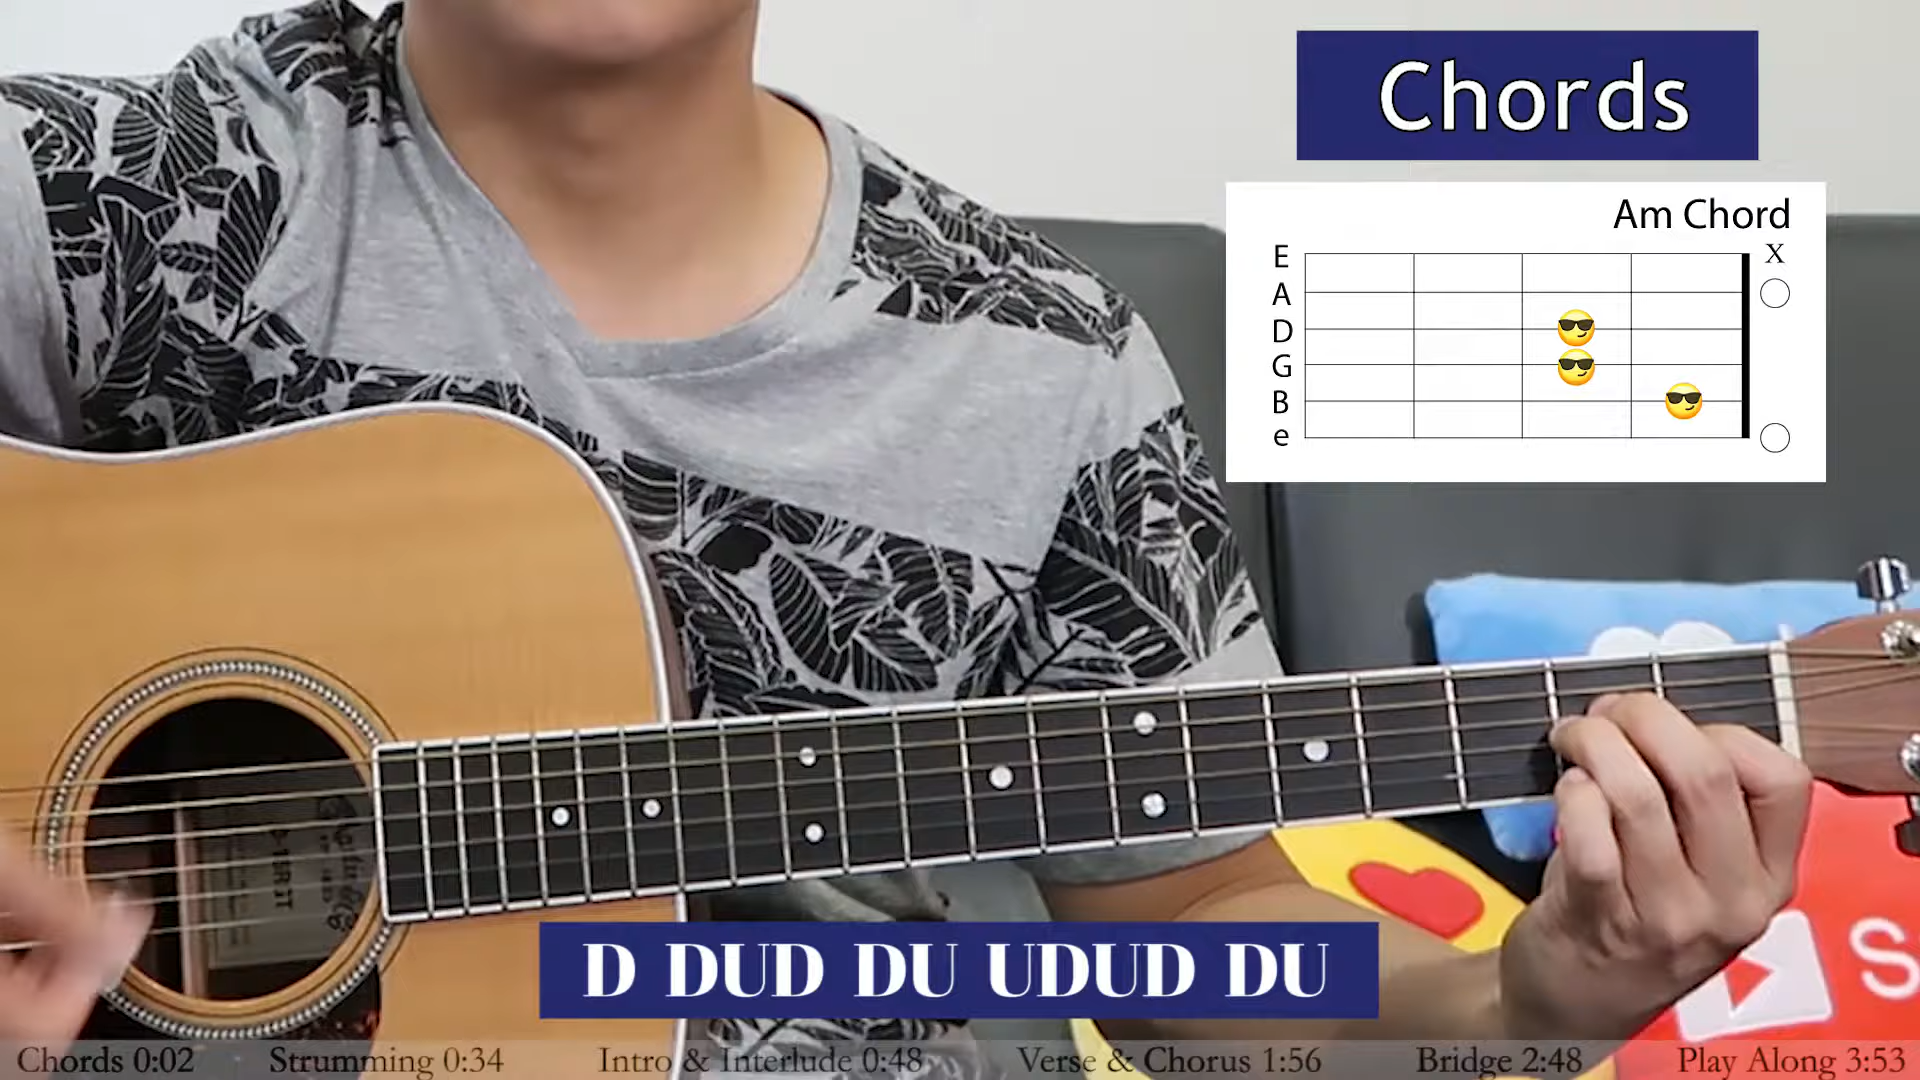 Chords
Am Chord
E X
A
D
G
B
e
D DUD DU UDUD DU
S
Chords 0:02 Strumming 0:34 Intro & Interlude 0:48 Verse & Chorus 1:56 Bridge 2:48 Play Along 3:53